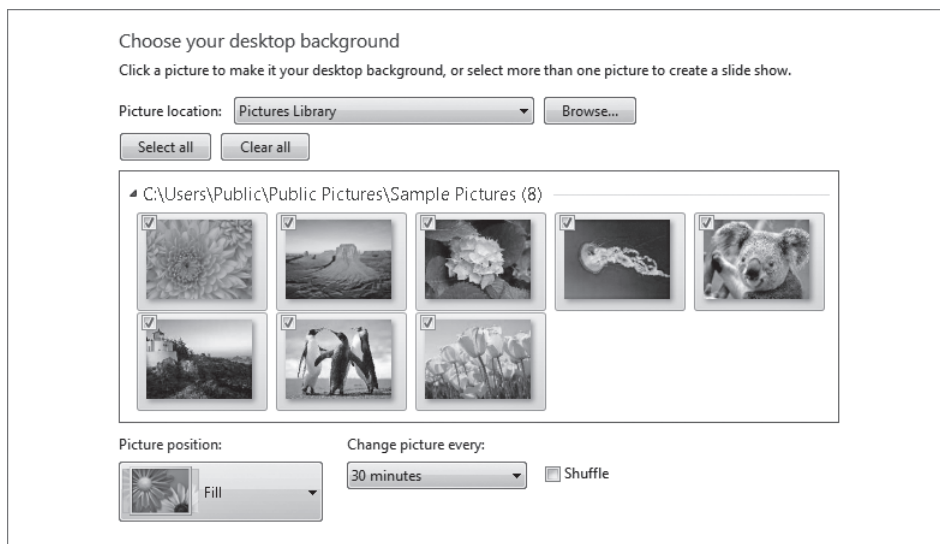 Choose your desktop background
Click a picture to make it your desktop background, or select more than one picture to create a slide show.
Picture location: Pictures Library Browse...
Select all Clear all
C:\Users\Public\Public Pictures\Sample Pictures (8)
Picture position: Change picture every:
Fill 30 minutes Shuffle